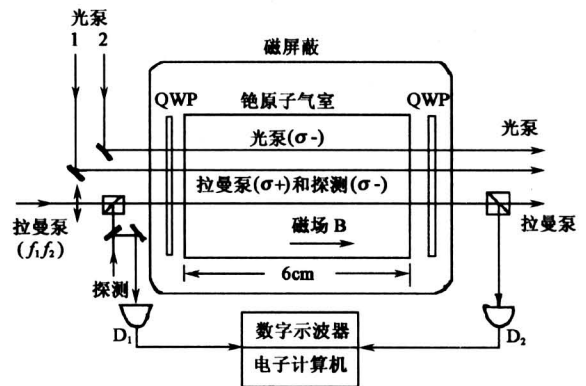 光泵
1 2
磁屏蔽
QWP 铯原子气室 QWP
光泵(σ-) 光泵
拉曼泵(σ+)和探测(σ-)
拉曼泵
(f₁f₂)
磁场 B
拉曼泵
6cm
探测
D₁
数字示波器
电子计算机
D₂